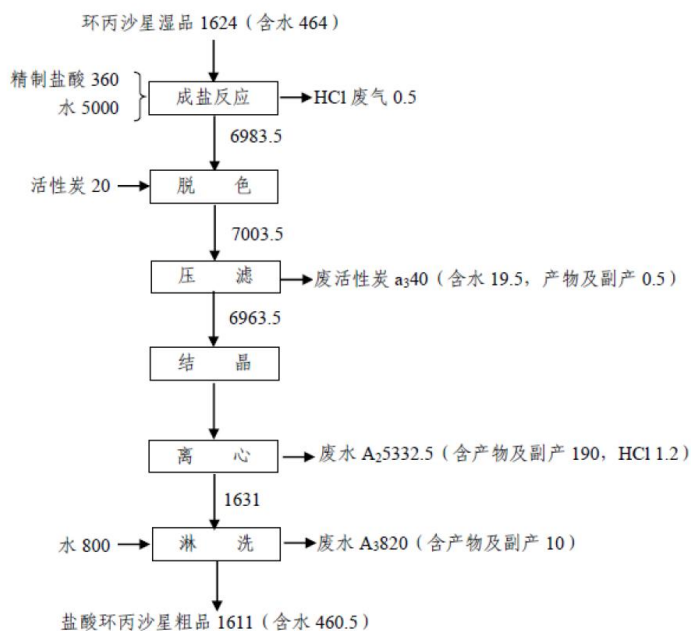 环丙沙星湿品 1624（含水 464）
精制盐酸 360
水 5000
成盐反应
HCl 废气 0.5
6983.5
活性炭 20
脱 色
7003.5
压 滤
废活性炭 a₃40（含水 19.5，产物及副产 0.5）
6963.5
结 晶
离 心
废水 A₂5332.5（含产物及副产 190，HCl 1.2）
1631
水 800
淋 洗
废水 A₃820（含产物及副产 10）
盐酸环丙沙星粗品 1611（含水 460.5）